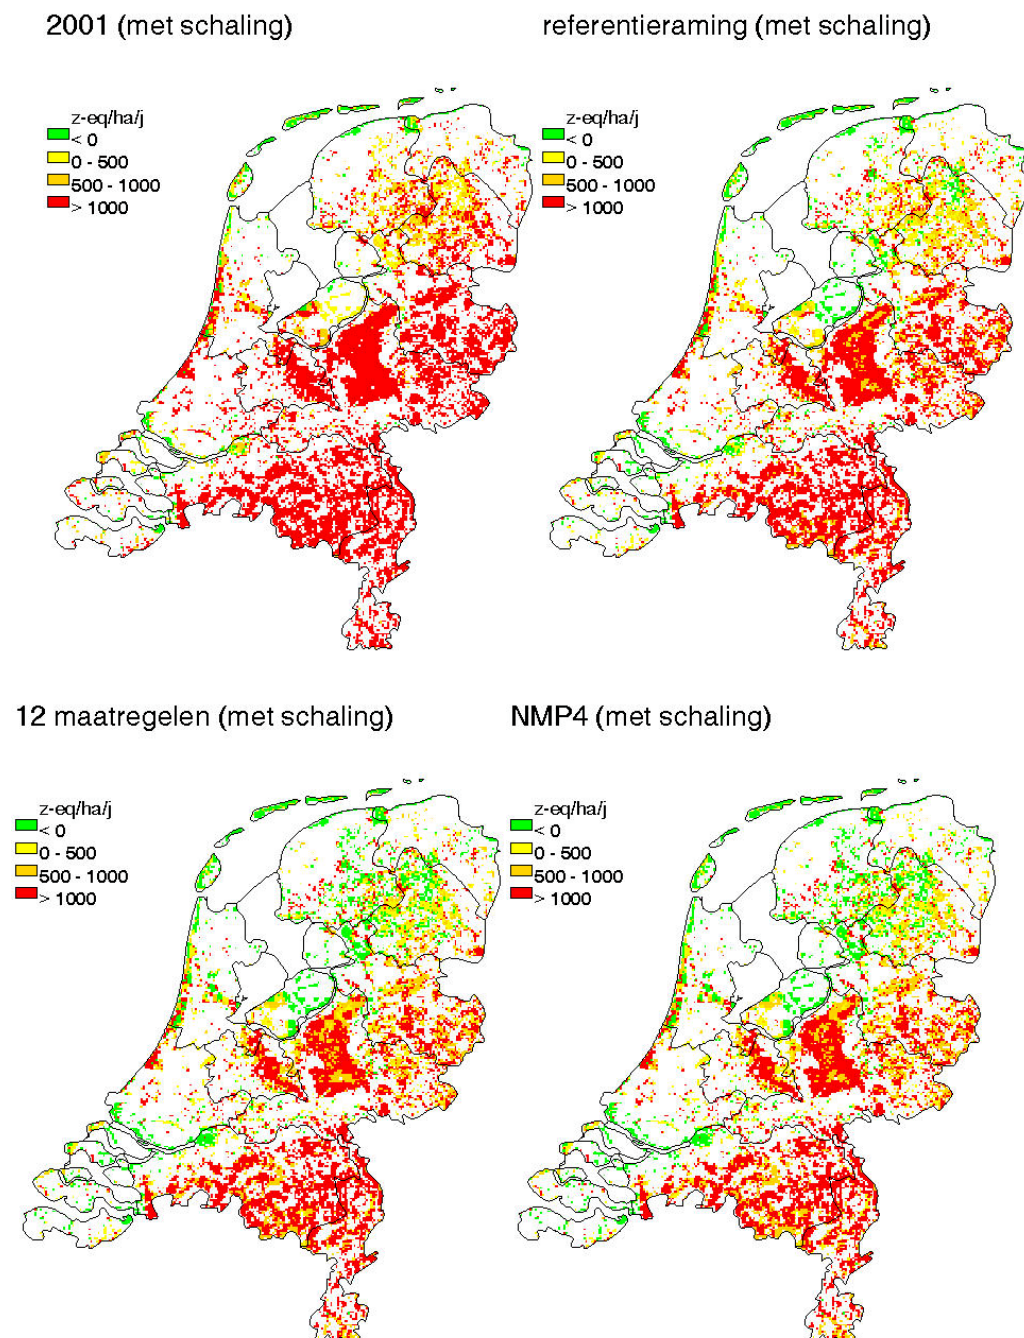 2001 (met schaling)
z-eq/ha/j
< 0
0 - 500
500 - 1000
> 1000
referentieraming (met schaling)
z-eq/ha/j
< 0
0 - 500
500 - 1000
> 1000
12 maatregelen (met schaling)
z-eq/ha/j
< 0
0 - 500
500 - 1000
> 1000
NMP4 (met schaling)
z-eq/ha/j
< 0
0 - 500
500 - 1000
> 1000